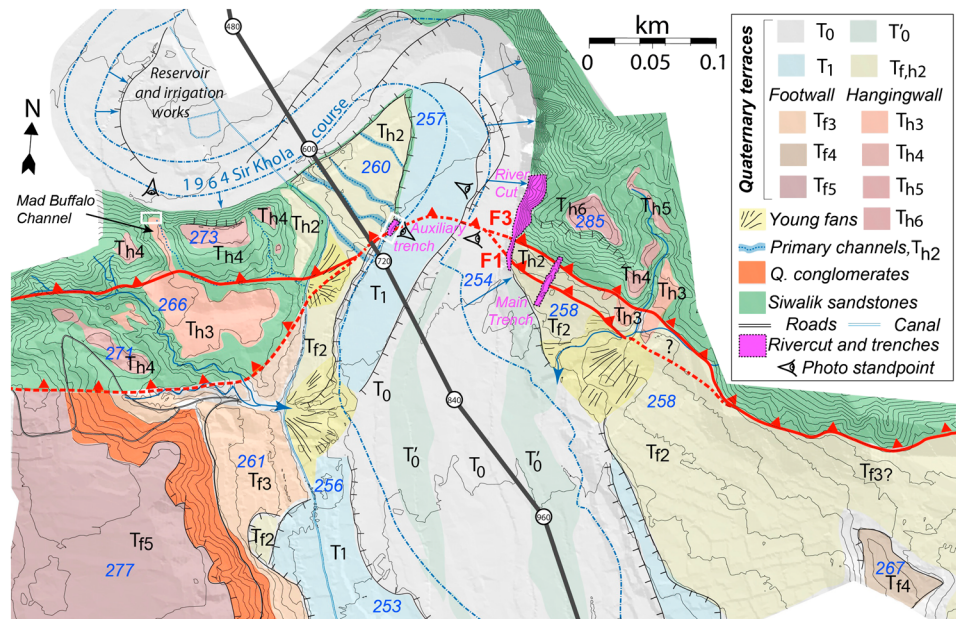 480
km
0 0.05 0.1
N
Reservoir
and irrigation
works
1964 Sir Khola course
600
Th2
257
260
Mad Buffalo
Channel
Th4
273
Th4
Th4
Th2'
River
Cut
F3
F1
Auxiliary
trench
720
Th6
285
Th5
Th4
Th3
Th2
254
Main
Trench
258
Tf2
Th3
?
266
Th3
271
Th4
T1
Tf2
T0
840
258
Tf2
Tf3?
T'0
T0
T'0
261
Tf3
256
Tf2
T1
253
960
Tf5
277
267
Tf4
Quaternary terraces
T0 T'0
T1 Tf,h2
Footwall Hangingwall
Tf3 Th3
Tf4 Th4
Tf5 Th5
Th6
Young fans
Primary channels, Th2
Q. conglomerates
Siwalik sandstones
Roads Canal
Rivercut and trenches
Photo standpoint